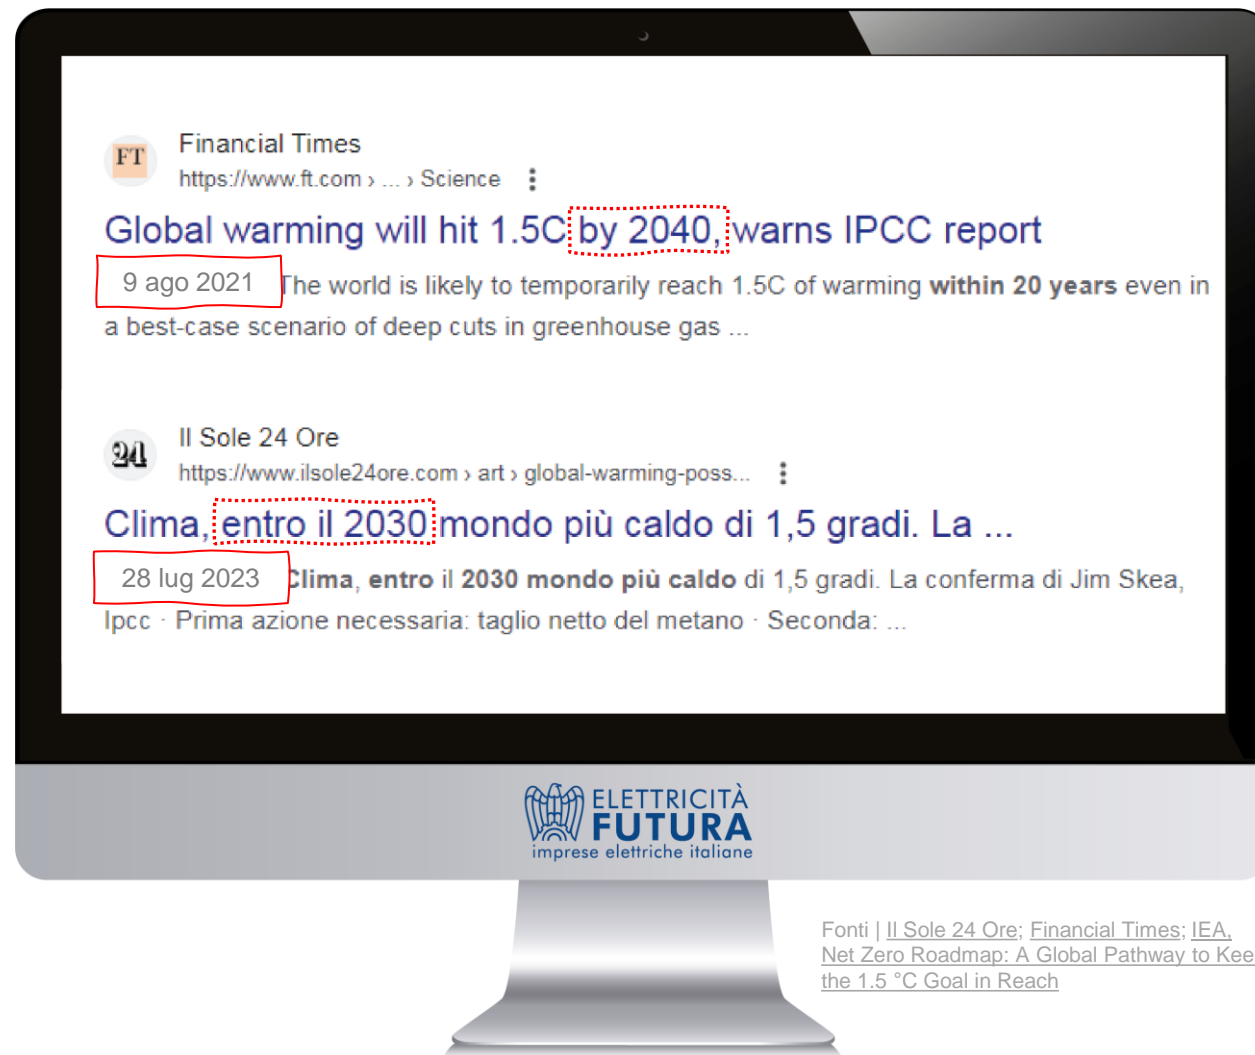 FT
Financial Times
https://www.ft.com › ... › Science
Global warming will hit 1.5C by 2040, warns IPCC report
9 ago 2021 The world is likely to temporarily reach 1.5C of warming within 20 years even in
a best-case scenario of deep cuts in greenhouse gas ...
24
Il Sole 24 Ore
https://www.ilsole24ore.com › art › global-warming-poss...
Clima, entro il 2030 mondo più caldo di 1,5 gradi. La ...
28 lug 2023 Clima, entro il 2030 mondo più caldo di 1,5 gradi. La conferma di Jim Skea,
Ipcc · Prima azione necessaria: taglio netto del metano · Seconda: ...
ELETTRICITÀ
FUTURA
imprese elettriche italiane
Fonti | Il Sole 24 Ore; Financial Times; IEA,
Net Zero Roadmap: A Global Pathway to Kee
the 1.5 °C Goal in Reach